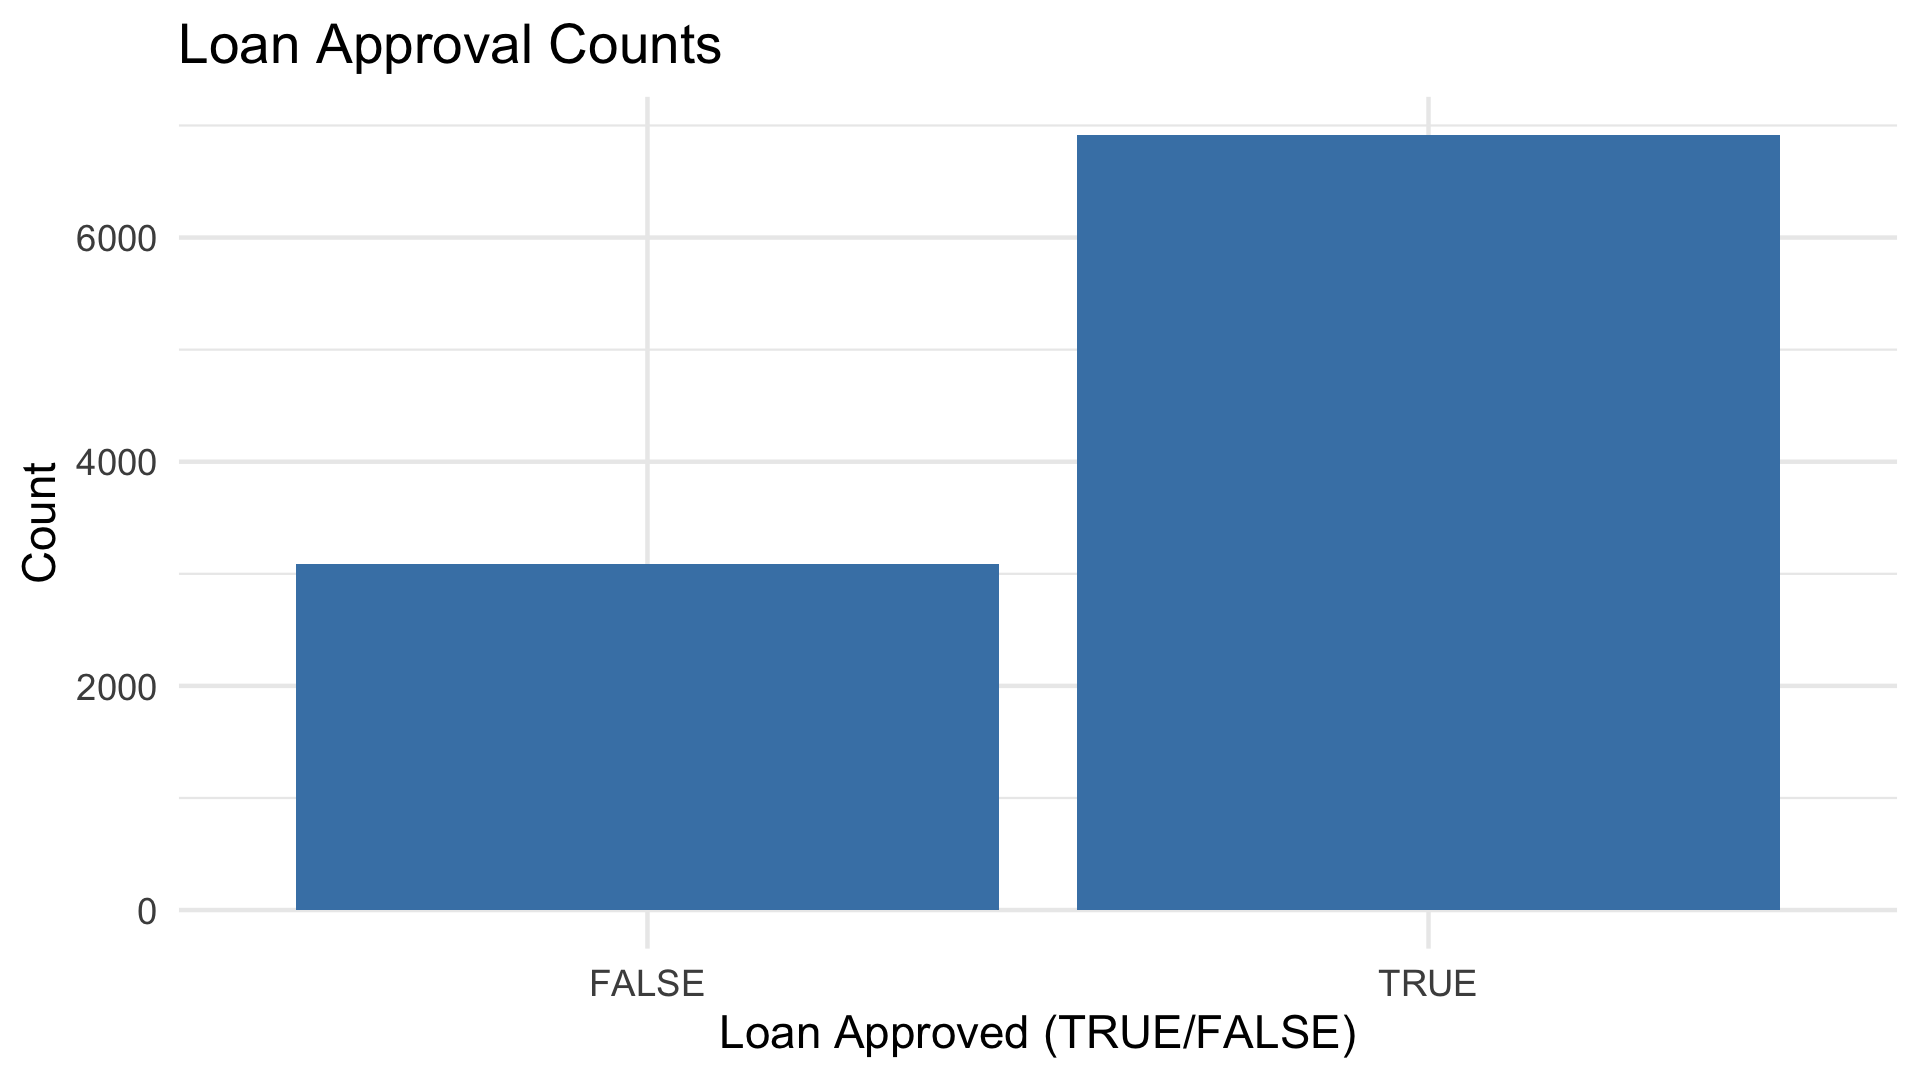 Loan Approval Counts
Count
6000
4000
2000
0
FALSE TRUE
Loan Approved (TRUE/FALSE)